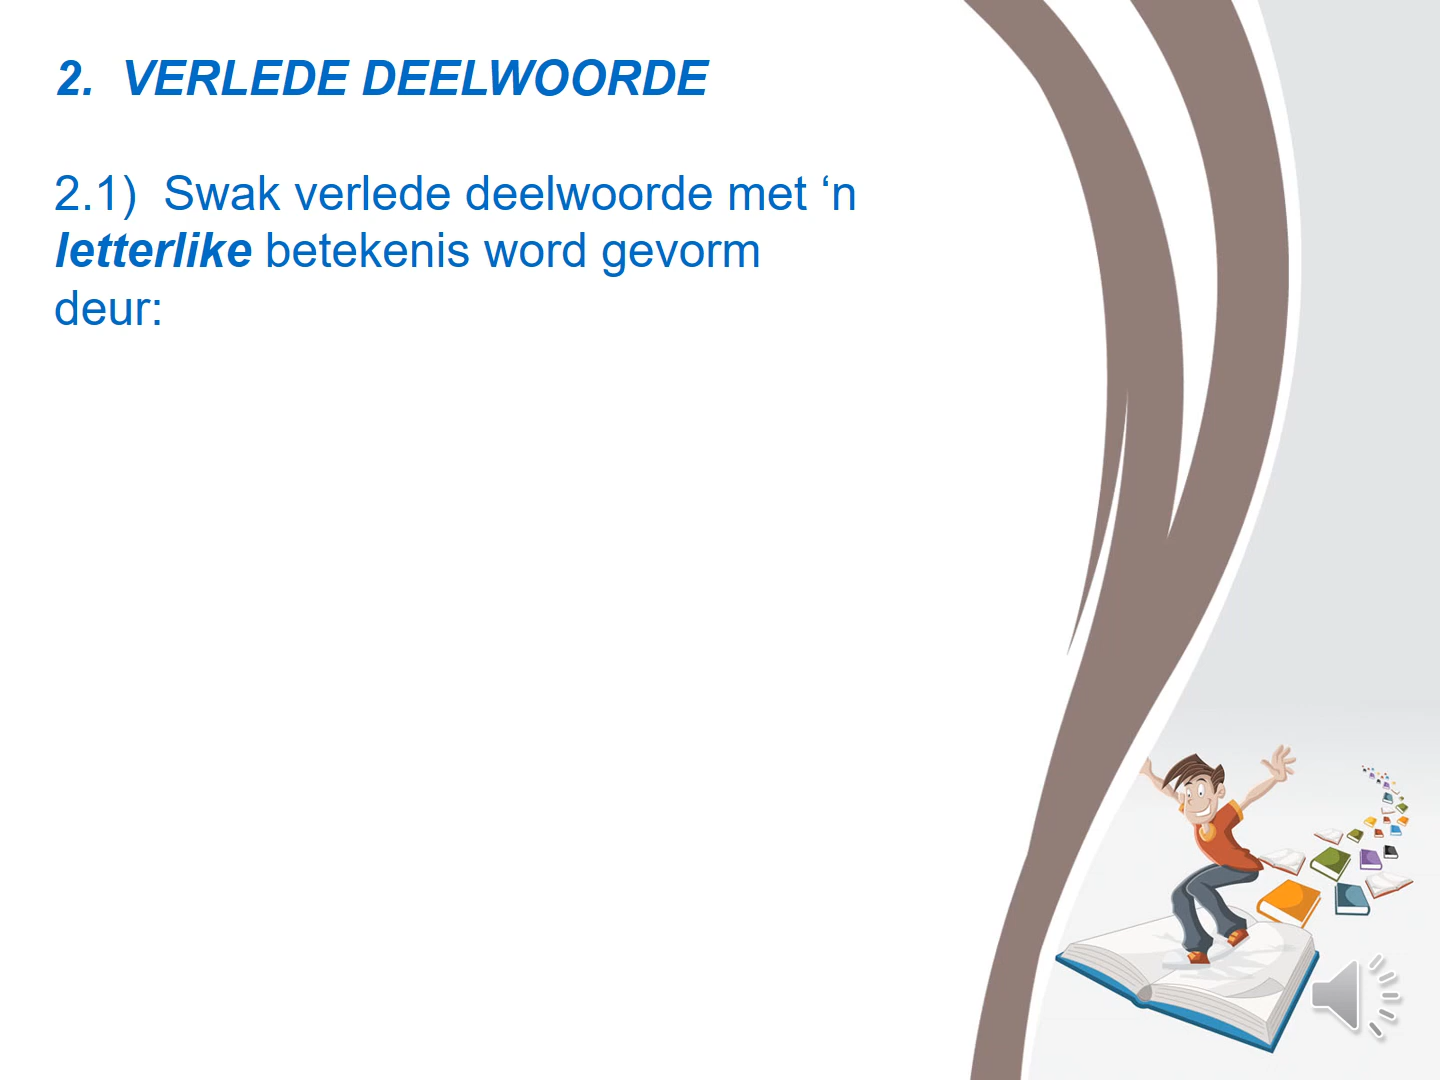 2. VERLEDE DEELWOORDE
2.1) Swak verlede deelwoorde met ‘n
letterlike betekenis word gevorm
deur: